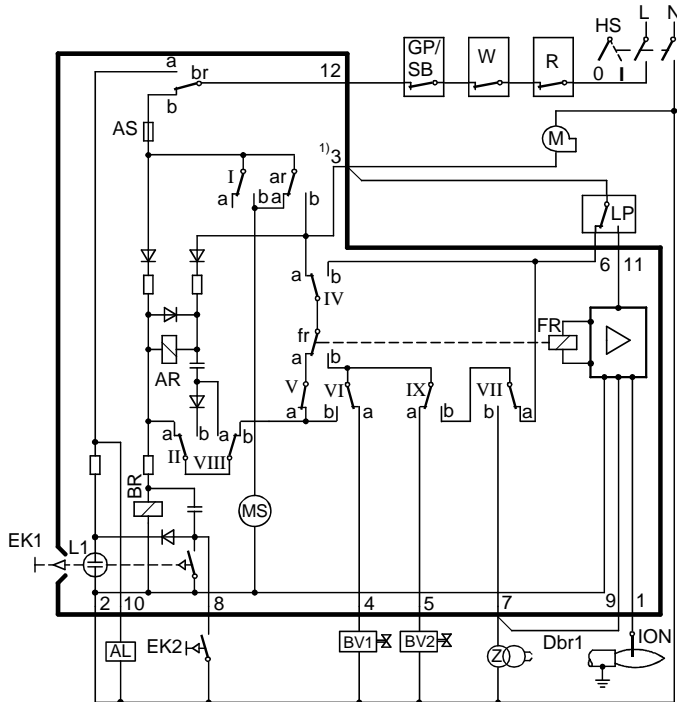 HS L N
GP/
SB
W
R
0 I
a
br
12
b
AS
M
1)3
I
ar
a b a b
LP
a b
6 11
IV
fr
FR
a b
AR
V VI IX VII
a b a b a b a b a b a
II VIII
BR
MS
EK1
L1
2 10 8 4 5 7 9 1
Dbr1
ION
AL
EK2
BV1
BV2
Z